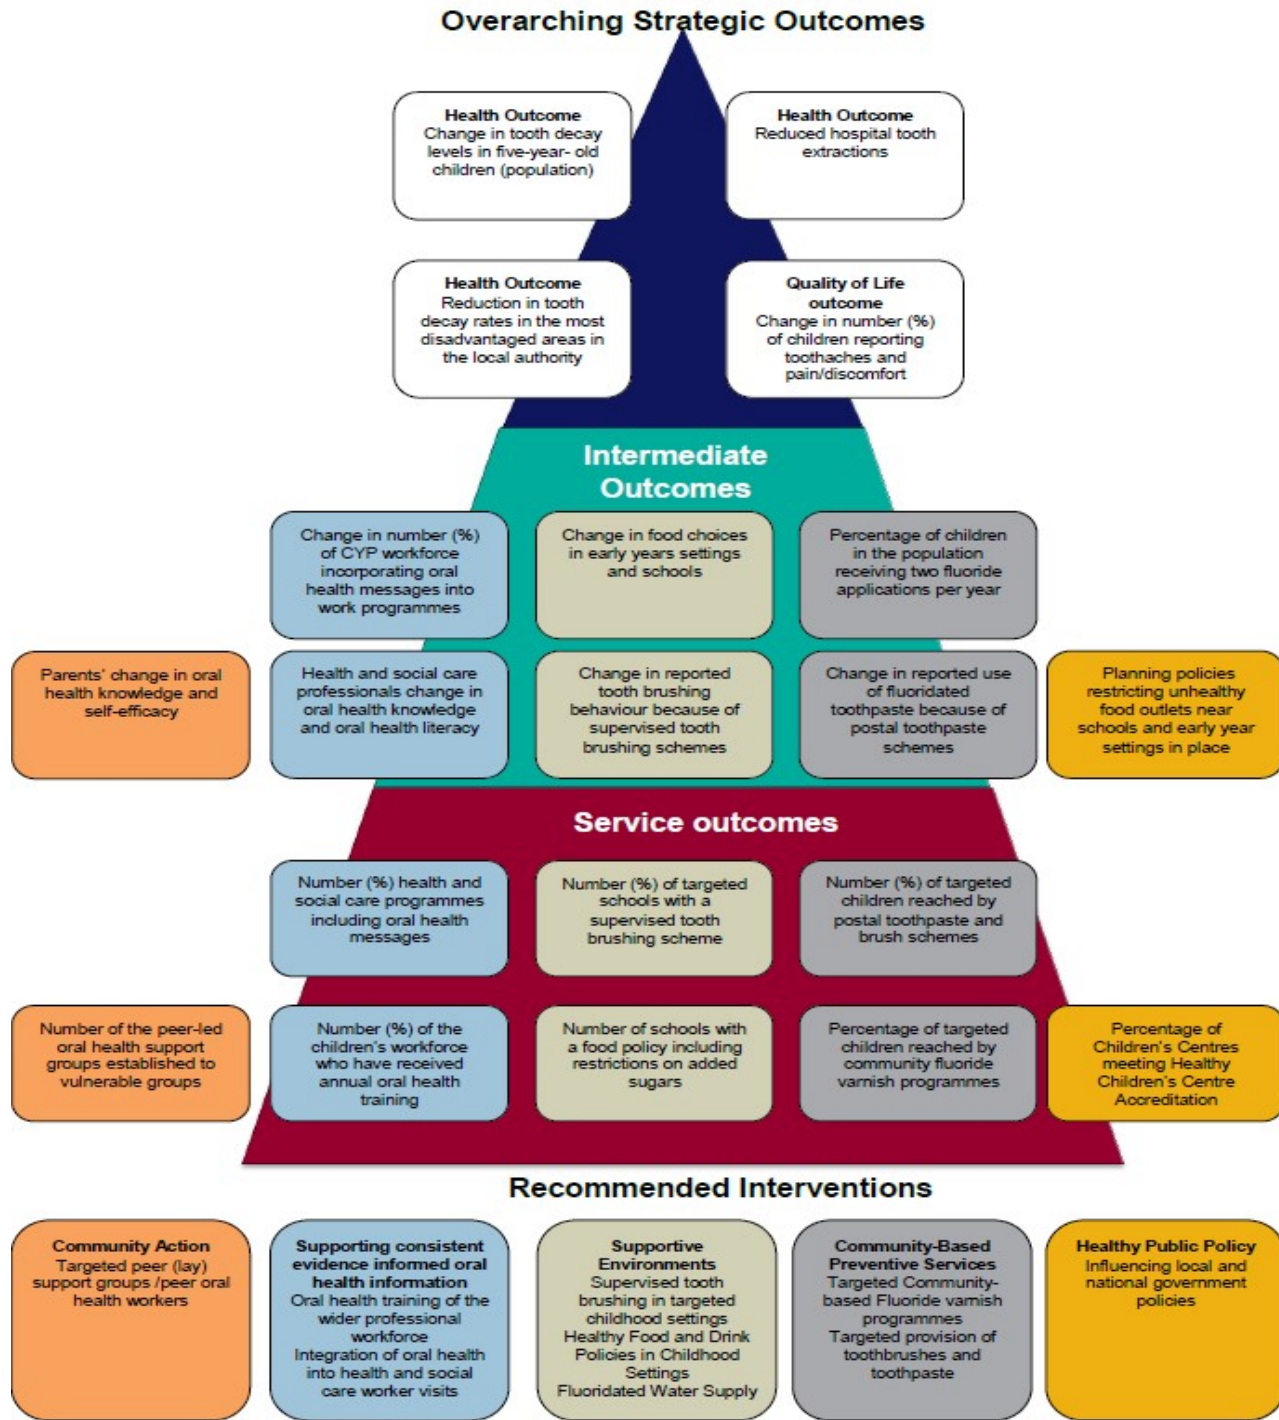 Overarching Strategic Outcomes
Health Outcome
Change in tooth decay
levels in five-year- old
children (population)
Health Outcome
Reduced hospital tooth
extractions
Health Outcome
Reduction in tooth
decay rates in the most
disadvantaged areas in
the local authority
Quality of Life
outcome
Change in number (%)
of children reporting
toothaches and
pain/discomfort
Intermediate
Outcomes
Change in number (%)
of CYP workforce
incorporating oral
health messages into
work programmes
Change in food choices
in early years settings
and schools
Percentage of children
in the population
receiving two fluoride
applications per year
Parents' change in oral
health knowledge and
self-efficacy
Health and social care
professionals change in
oral health knowledge
and oral health literacy
Change in reported
tooth brushing
behaviour because of
supervised tooth
brushing schemes
Change in reported use
of fluoridated
toothpaste because of
postal toothpaste
schemes
Planning policies
restricting unhealthy
food outlets near
schools and early year
settings in place
Service outcomes
Number (%) health and
social care programmes
including oral health
messages
Number (%) of targeted
schools with a
supervised tooth
brushing scheme
Number (%) of targeted
children reached by
postal toothpaste and
brush schemes
Number of the peer-led
oral health support
groups established to
vulnerable groups
Number (%) of the
children's workforce
who have received
annual oral health
training
Number of schools with
a food policy including
restrictions on added
sugars
Percentage of targeted
children reached by
community fluoride
varnish programmes
Percentage of
Children's Centres
meeting Healthy
Children's Centre
Accreditation
Recommended Interventions
Community Action
Targeted peer (lay)
support groups /peer oral
health workers
Supporting consistent
evidence informed oral
health information
Oral health training of the
wider professional
workforce
Integration of oral health
into health and social
care worker visits
Supportive
Environments
Supervised tooth
brushing in targeted
childhood settings
Healthy Food and Drink
Policies in Childhood
Settings
Fluoridated Water Supply
Community-Based
Preventive Services
Targeted Community-
based Fluoride varnish
programmes
Targeted provision of
toothbrushes and
toothpaste
Healthy Public Policy
Influencing local and
national government
policies